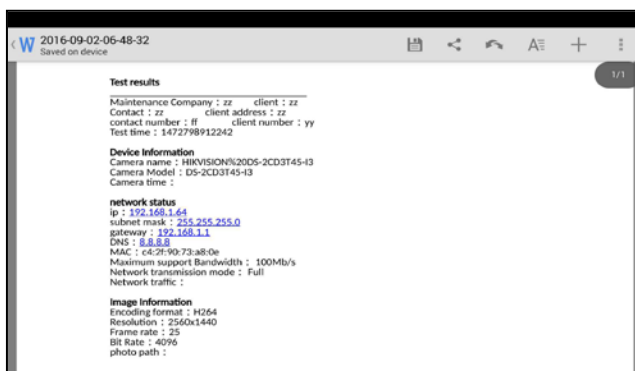 W 2016-09-02-06-48-32
Saved on device
1/1
Test results
Maintenance Company : zz client : zz
Contact : zz client address : zz
contact number : ff client number : yy
Test time : 1472798912242
Device Information
Camera name : HIKVISION%20DS-2CD3T45-I3
Camera Model : DS-2CD3T45-I3
Camera time :
network status
ip : 192.168.1.64
subnet mask : 255.255.255.0
gateway : 192.168.1.1
DNS : 8.8.8.8
MAC : c4:2f:90:73:a8:0e
Maximum support Bandwidth : 100Mb/s
Network transmission mode : Full
Network traffic :
Image Information
Encoding format : H264
Resolution : 2560x1440
Frame rate : 25
Bit Rate : 4096
photo path :